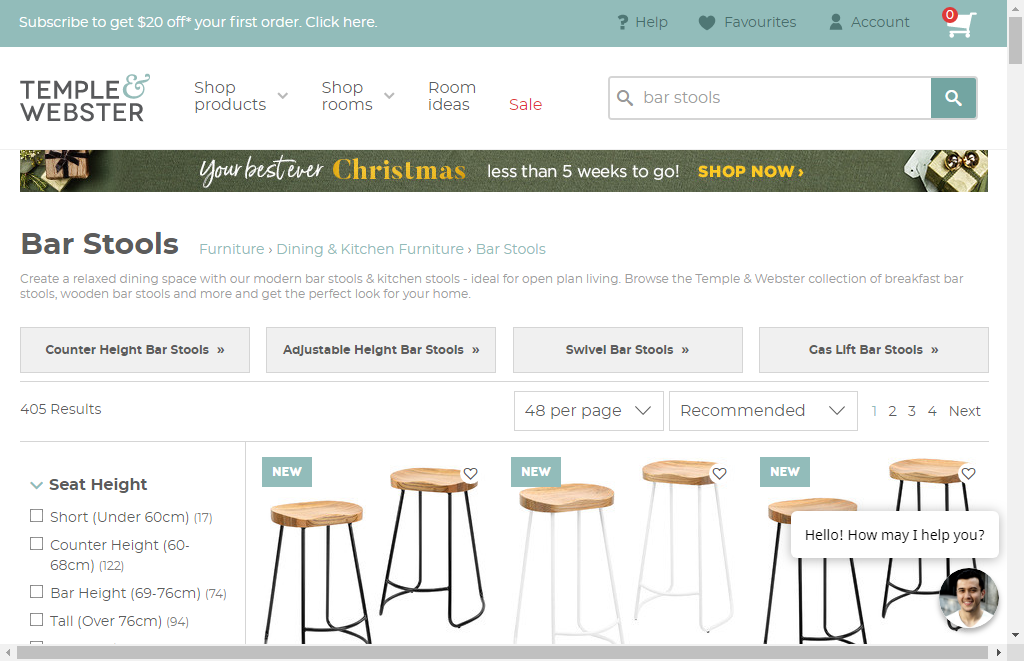 Subscribe to get $20 off* your first order. Click here.
Help
Favourites
Account
0
TEMPLE &
WEBSTER
Shop
products
Shop
rooms
Room
ideas
Sale
bar stools
Your best ever Christmas less than 5 weeks to go! SHOP NOW ›
Bar Stools
Furniture › Dining & Kitchen Furniture › Bar Stools
Create a relaxed dining space with our modern bar stools & kitchen stools - ideal for open plan living. Browse the Temple & Webster collection of breakfast bar
stools, wooden bar stools and more and get the perfect look for your home.
Counter Height Bar Stools »
Adjustable Height Bar Stools »
Swivel Bar Stools »
Gas Lift Bar Stools »
405 Results
48 per page
Recommended
1 2 3 4 Next
Seat Height
Short (Under 60cm) (17)
Counter Height (60-
68cm) (122)
Bar Height (69-76cm) (74)
Tall (Over 76cm) (94)
NEW
NEW
NEW
Hello! How may I help you?